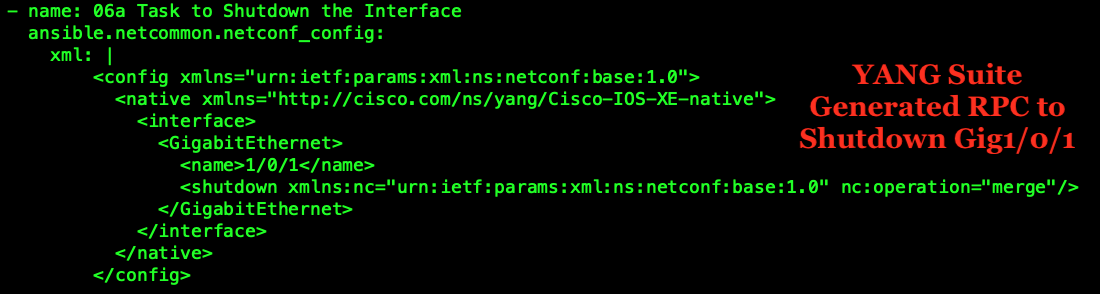 - name: 06a Task to Shutdown the Interface
ansible.netcommon.netconf_config:
xml: |
<config xmlns="urn:ietf:params:xml:ns:netconf:base:1.0">
<native xmlns="http://cisco.com/ns/yang/Cisco-IOS-XE-native">
<interface>
<GigabitEthernet>
<name>1/0/1</name>
<shutdown xmlns:nc="urn:ietf:params:xml:ns:netconf:base:1.0" nc:operation="merge"/>
</GigabitEthernet>
</interface>
</native>
</config>
YANG Suite
Generated RPC to
Shutdown Gig1/0/1